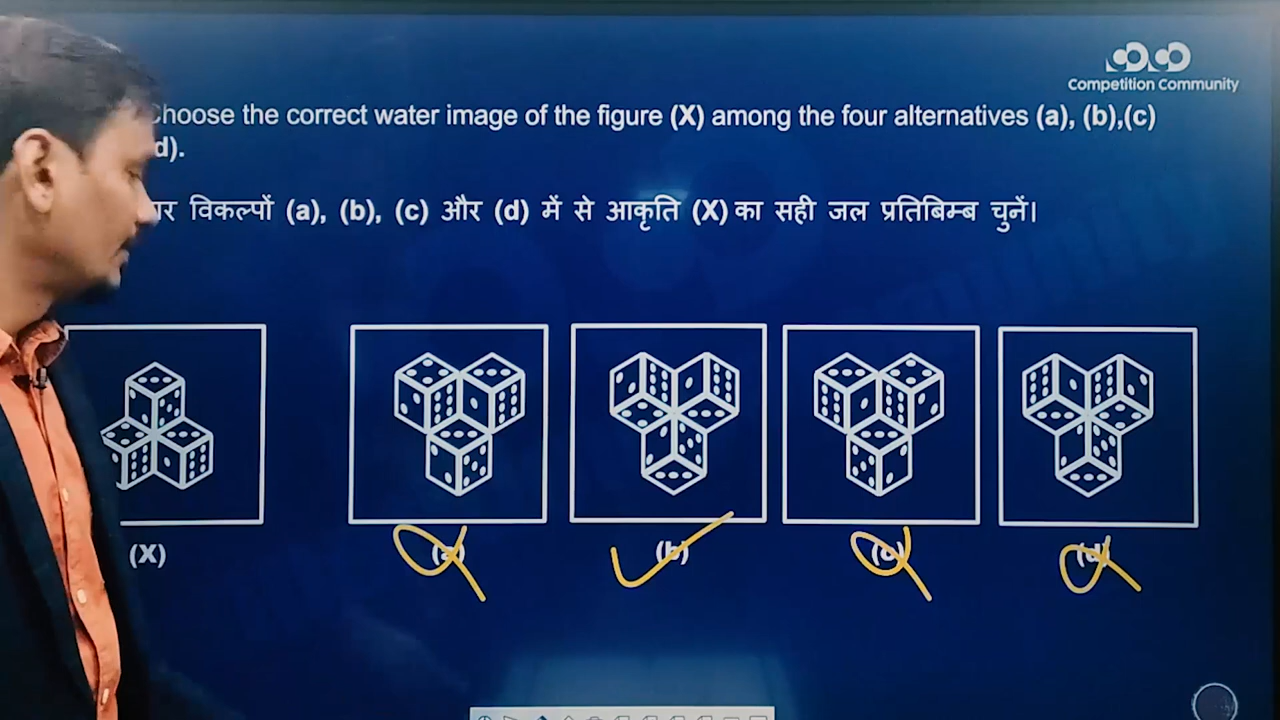 Competition Community
Choose the correct water image of the figure (X) among the four alternatives (a), (b),(c)
d).
विकल्पों (a), (b), (c) और (d) में से आकृति (X) का सही जल प्रतिबिम्ब चुनें।
(X) (a) (b) (c) (d)